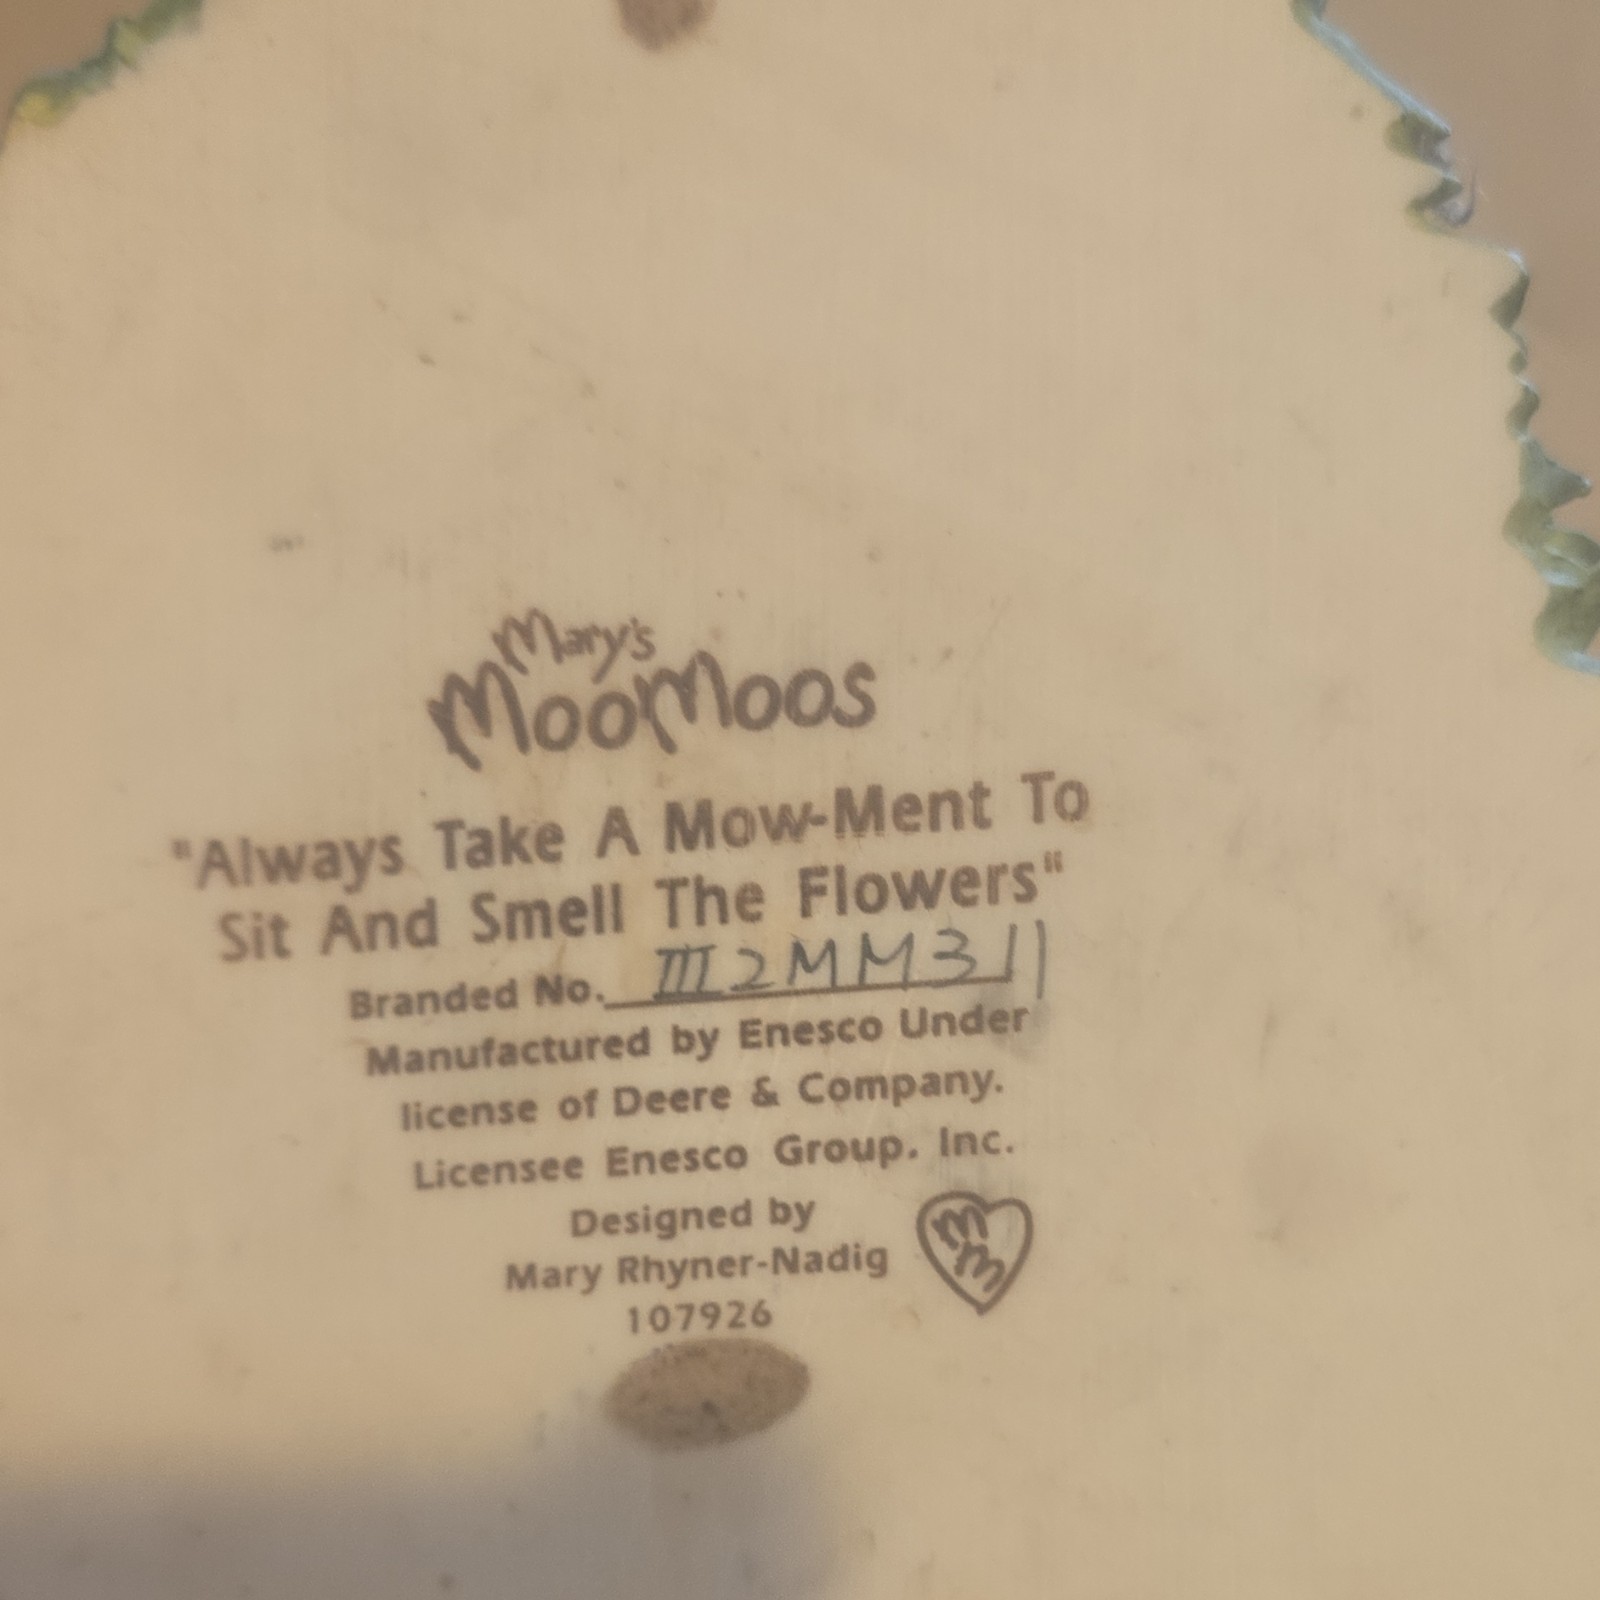 Mary's
MooMoos
"Always Take A Mow-Ment To
Sit And Smell The Flowers"
Branded No. III2MM311
Manufactured by Enesco Under
license of Deere & Company.
Licensee Enesco Group, Inc.
Designed by
Mary Rhyner-Nadig
107926